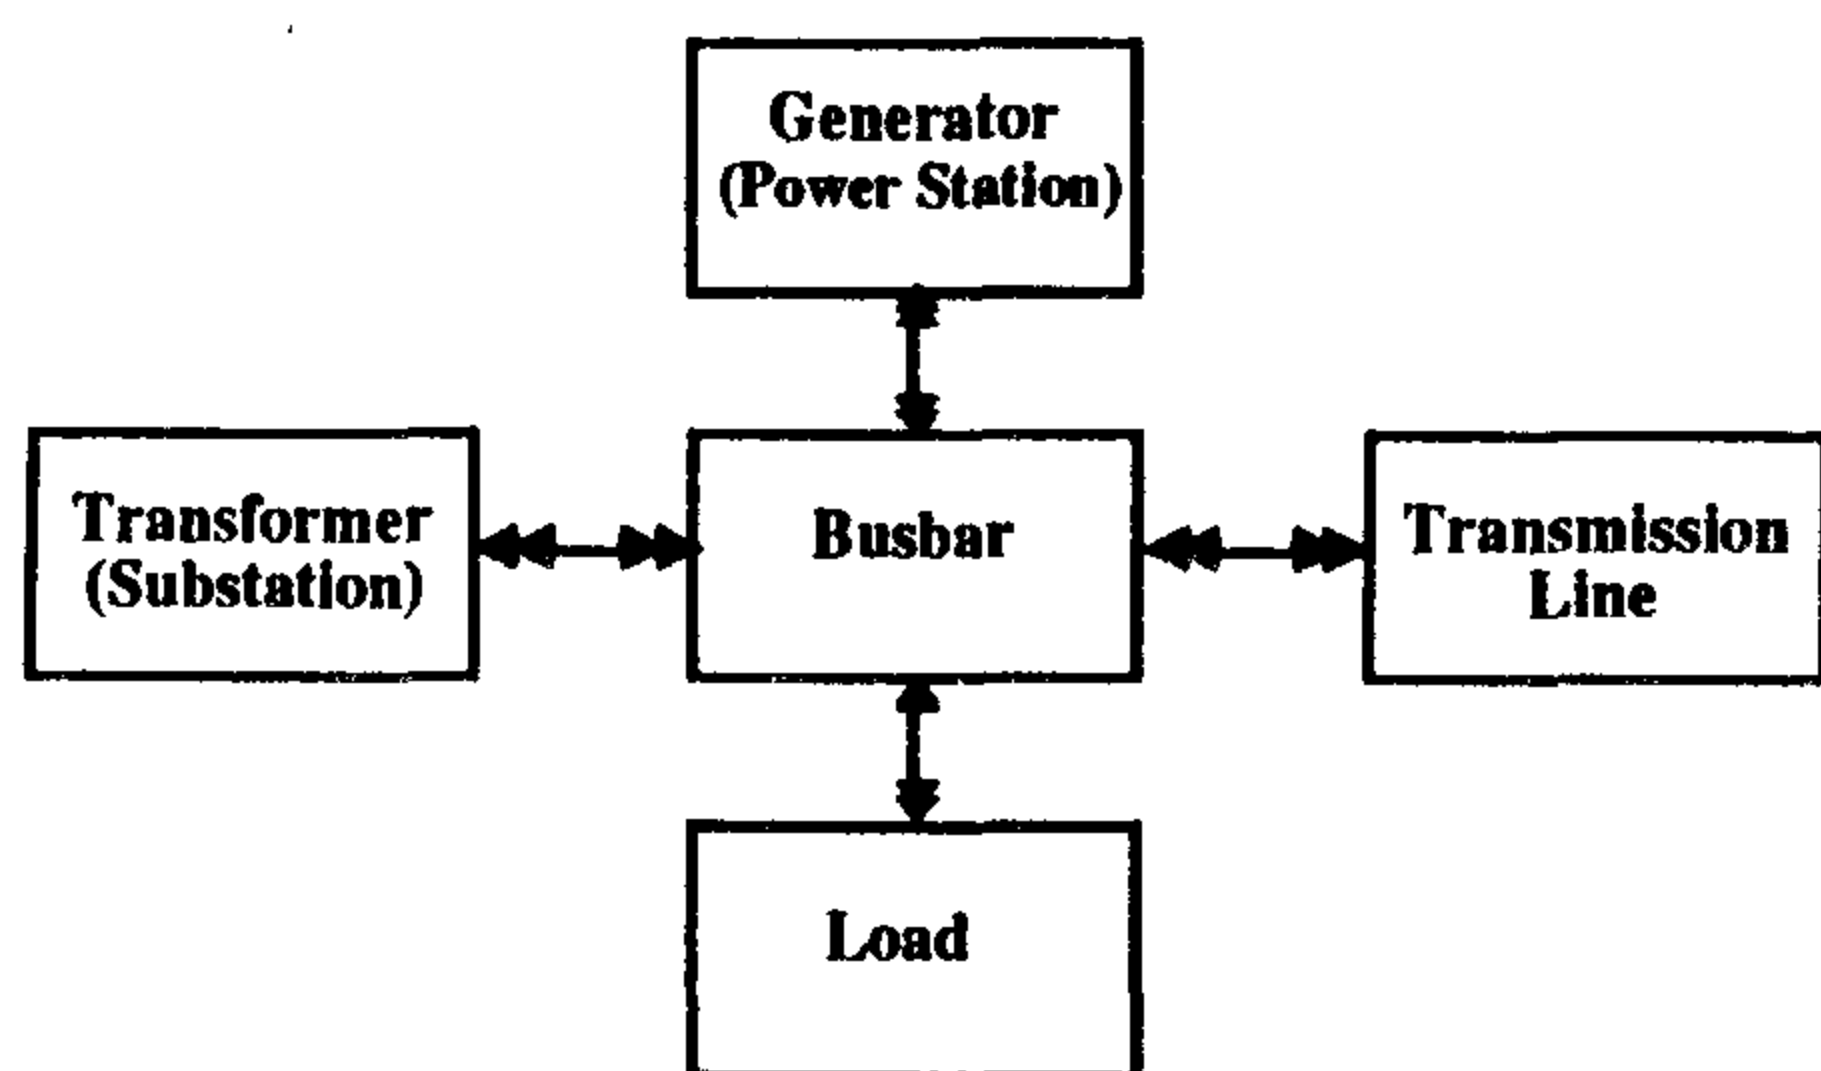 Generator
(Power Station)
Transformer
(Substation)
Busbar
Transmission
Line
Load